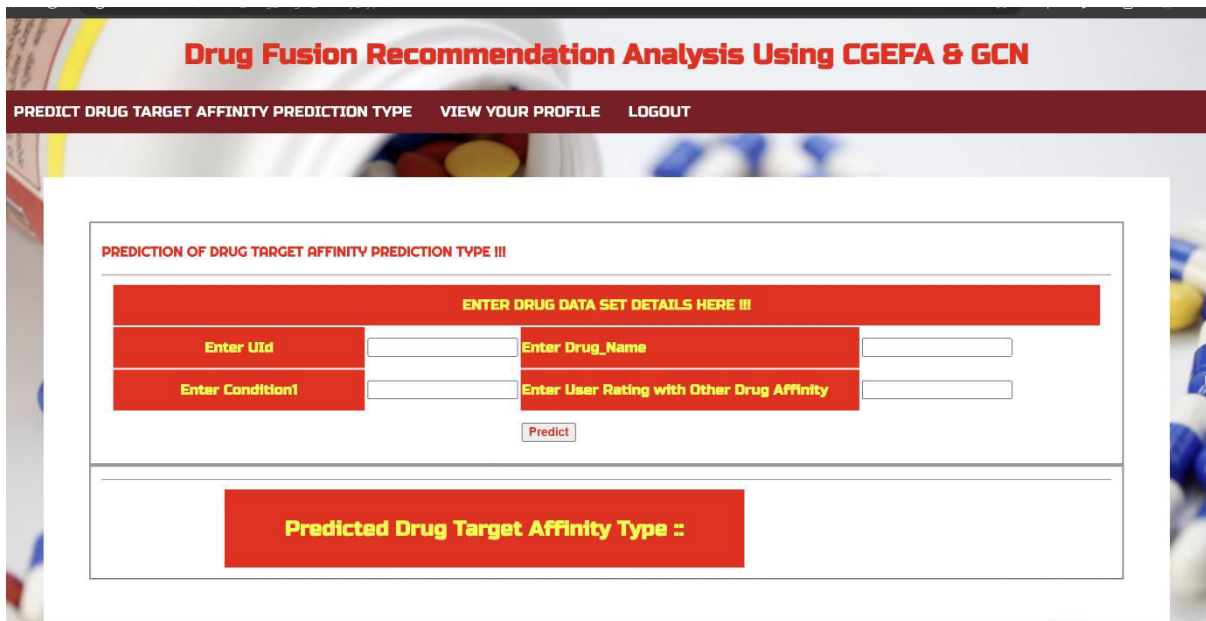 Drug Fusion Recommendation Analysis Using CGEFA & GCN
PREDICT DRUG TARGET AFFINITY PREDICTION TYPE VIEW YOUR PROFILE LOGOUT
PREDICTION OF DRUG TARGET AFFINITY PREDICTION TYPE !!!
ENTER DRUG DATA SET DETAILS HERE !!!
Enter UId Enter Drug_Name
Enter Condition1 Enter User Rating with Other Drug Affinity
Predict
Predicted Drug Target Affinity Type ::